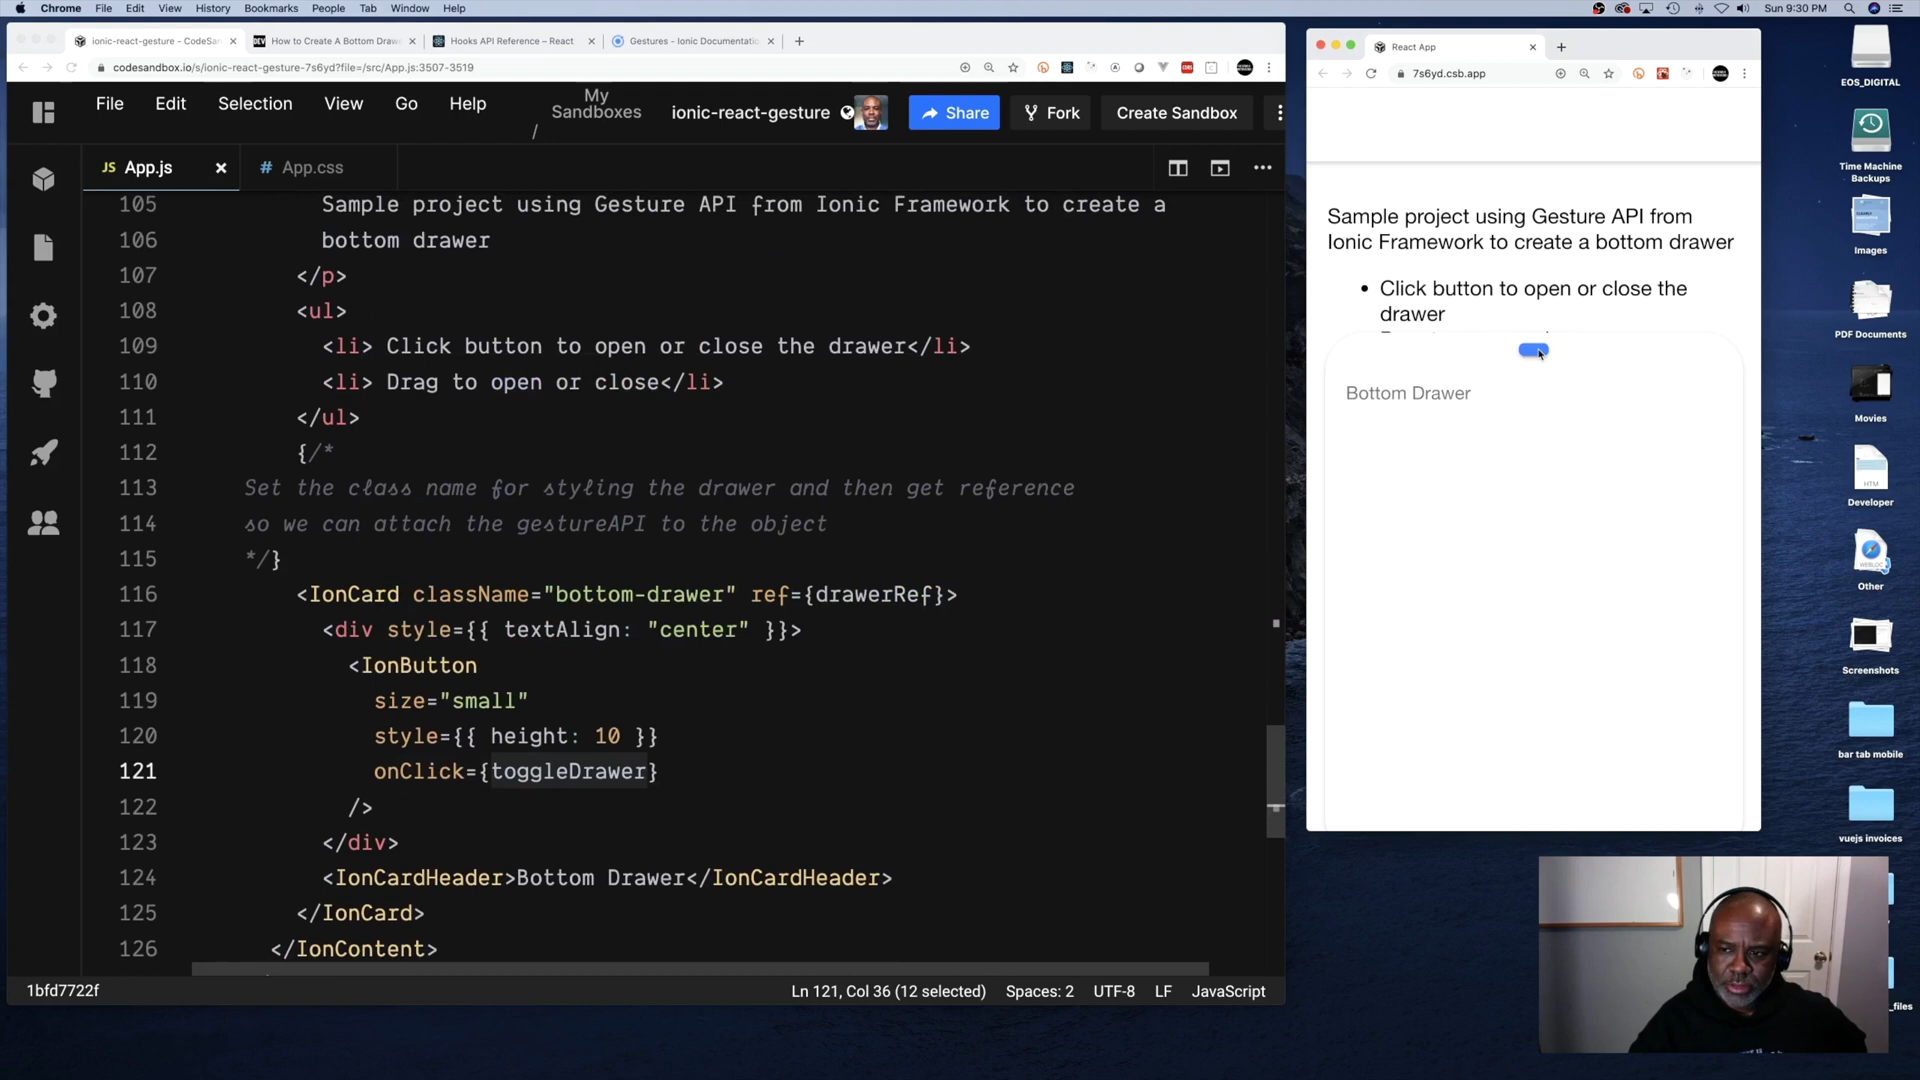 Chrome File Edit View History Bookmarks People Tab Window Help Sun 9:30 PM
ionic-react-gesture - CodeSan How to Create A Bottom Draw Hooks API Reference – React Gestures - Ionic Documentatio
codesandbox.io/s/ionic-react-gesture-7s6yd?file=/src/App.js:3507-3519
File Edit Selection View Go Help My Sandboxes / ionic-react-gesture Share Fork Create Sandbox
JS App.js # App.css
105 Sample project using Gesture API from Ionic Framework to create a
106 bottom drawer
107 </p>
108 <ul>
109 <li> Click button to open or close the drawer</li>
110 <li> Drag to open or close</li>
111 </ul>
112 {/*
113 Set the class name for styling the drawer and then get reference
114 so we can attach the gestureAPI to the object
115 */}
116 <IonCard className="bottom-drawer" ref={drawerRef}>
117 <div style={{ textAlign: "center" }}>
118 <IonButton
119 size="small"
120 style={{ height: 10 }}
121 onClick={toggleDrawer}
122 />
123 </div>
124 <IonCardHeader>Bottom Drawer</IonCardHeader>
125 </IonCard>
126 </IonContent>
1bfd7722f Ln 121, Col 36 (12 selected) Spaces: 2 UTF-8 LF JavaScript
React App
7s6yd.csb.app
Sample project using Gesture API from
Ionic Framework to create a bottom drawer
• Click button to open or close the
drawer
Bottom Drawer
EOS_DIGITAL
Time Machine
Backups
Images
PDF Documents
Movies
HTM
Developer
WEBLOC
Other
Screenshots
bar tab mobile
vuejs invoices
_files